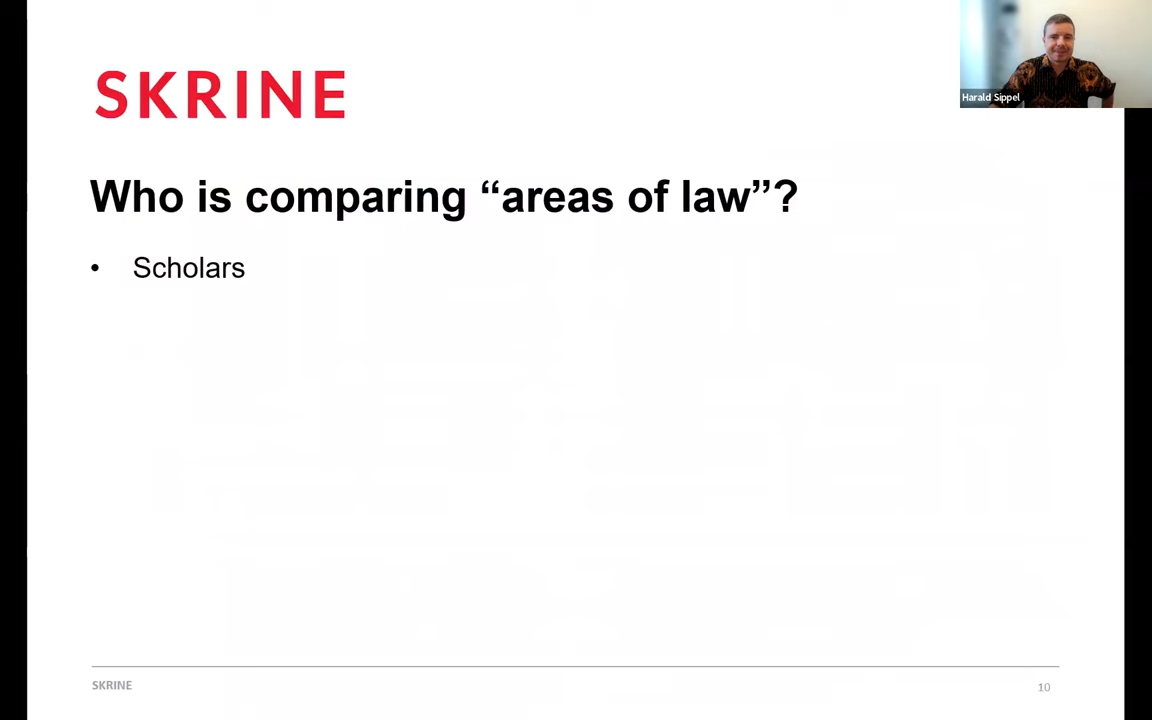 SKRINE
Harald Sippel
Who is comparing “areas of law”?
• Scholars
SKRINE
10